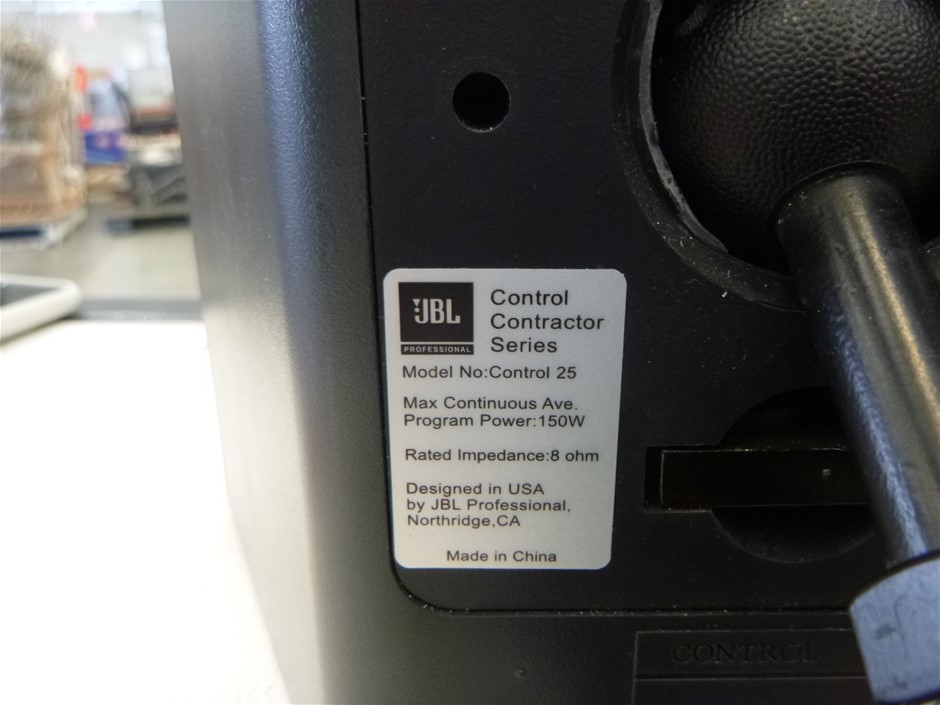 JBL
PROFESSIONAL
Control
Contractor
Series
Model No:Control 25
Max Continuous Ave.
Program Power:150W
Rated Impedance:8 ohm
Designed in USA
by JBL Professional,
Northridge,CA
Made in China
CONTROL